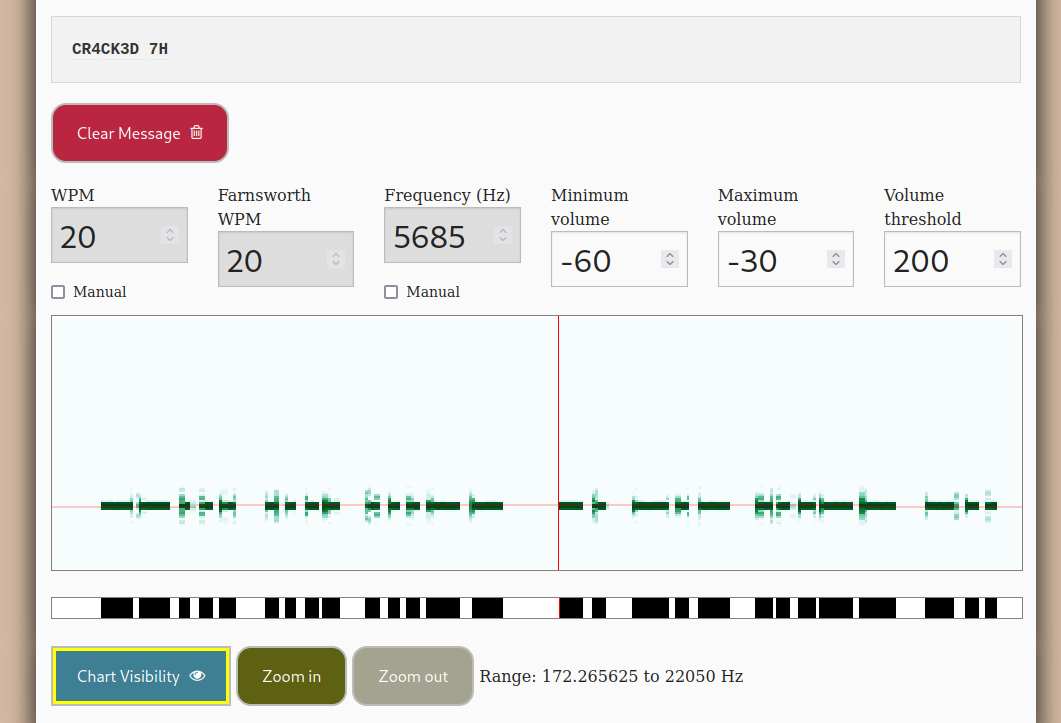 CR4CK3D 7H
Clear Message
WPM
Farnsworth WPM
Frequency (Hz)
Minimum volume
Maximum volume
Volume threshold
20
20
5685
-60
-30
200
Manual
Manual
Chart Visibility
Zoom in
Zoom out
Range: 172.265625 to 22050 Hz